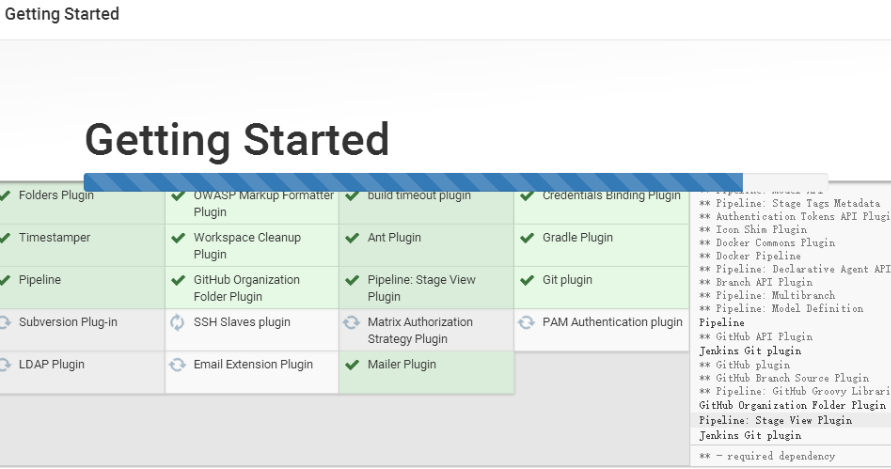 Getting Started
Getting Started
Folders Plugin
OWASP Markup Formatter
Plugin
build timeout plugin
Credentials Binding Plugin
Timestamper
Workspace Cleanup
Plugin
Ant Plugin
Gradle Plugin
Pipeline
GitHub Organization
Folder Plugin
Pipeline: Stage View
Plugin
Git plugin
Subversion Plug-in
SSH Slaves plugin
Matrix Authorization
Strategy Plugin
PAM Authentication plugin
LDAP Plugin
Email Extension Plugin
Mailer Plugin
** Pipeline: Model API
** Pipeline: Stage Tags Metadata
** Authentication Tokens API Plugi
** Icon Shim Plugin
** Docker Commons Plugin
** Docker Pipeline
** Pipeline: Declarative Agent API
** Branch API Plugin
** Pipeline: Multibranch
** Pipeline: Model Definition
Pipeline
** GitHub API Plugin
Jenkins Git plugin
** GitHub plugin
** GitHub Branch Source Plugin
** Pipeline: GitHub Groovy Librari
GitHub Organization Folder Plugin
Pipeline: Stage View Plugin
Jenkins Git plugin
** - required dependency